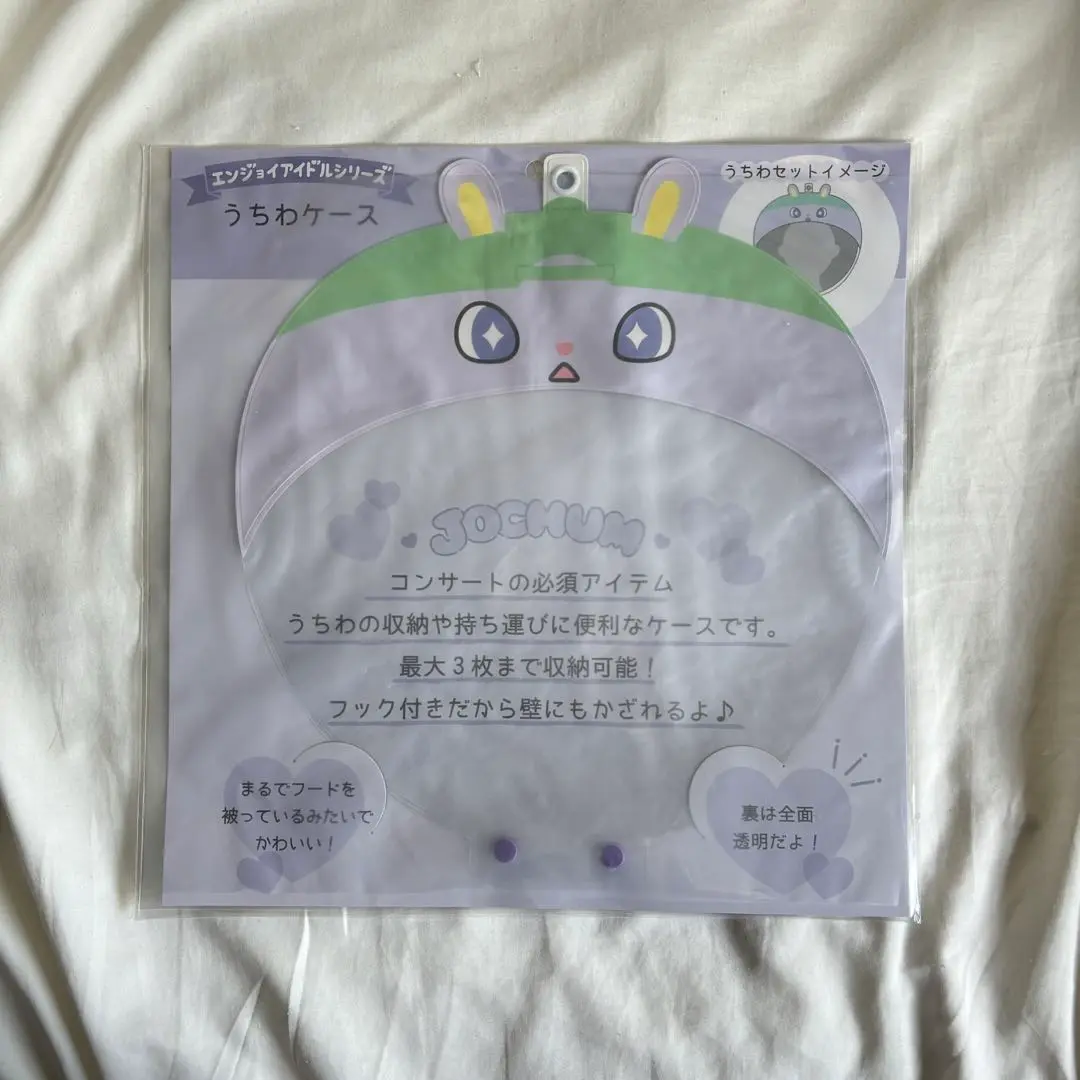 エンジョイアイドルシリーズ
うちわケース
うちわセットイメージ
JOCHUM
コンサートの必須アイテム
うちわの収納や持ち運びに便利なケースです。
最大3枚まで収納可能！
フック付きだから壁にもかざれるよ♪
まるでフードを
被っているみたいで
かわいい！
裏は全面
透明だよ！